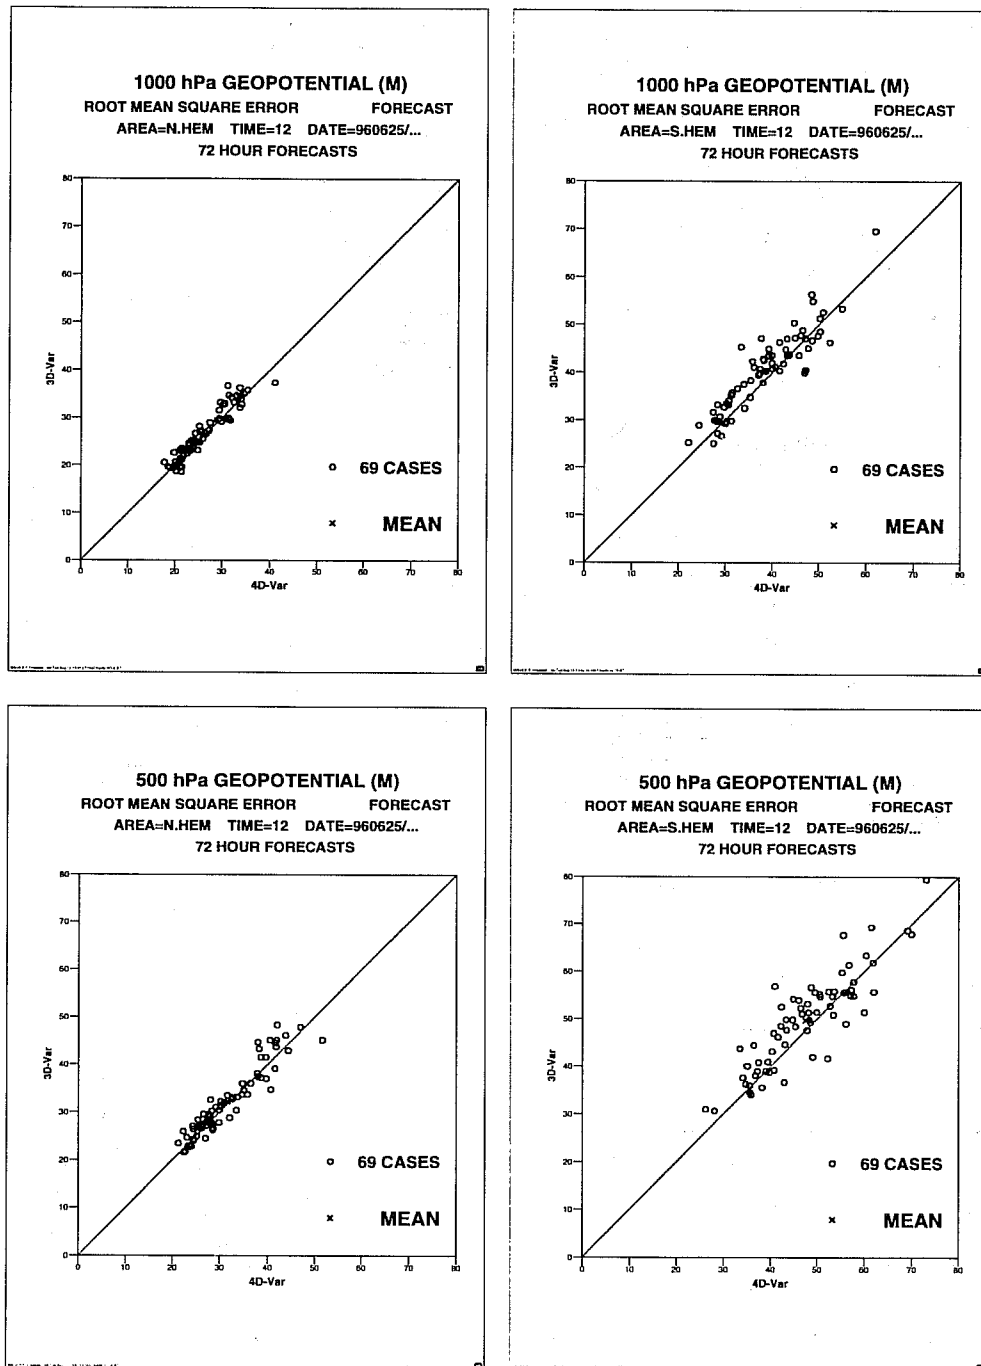 1000 hPa GEOPOTENTIAL (M)
ROOT MEAN SQUARE ERROR FORECAST
AREA=N.HEM TIME=12 DATE=960625/...
72 HOUR FORECASTS
80
70
60
50
40
30
20
10
0
3D-Var
69 CASES
MEAN
0 10 20 30 40 50 60 70 80
4D-Var
1000 hPa GEOPOTENTIAL (M)
ROOT MEAN SQUARE ERROR FORECAST
AREA=S.HEM TIME=12 DATE=960625/...
72 HOUR FORECASTS
80
70
60
50
40
30
20
10
0
3D-Var
69 CASES
MEAN
0 10 20 30 40 50 60 70 80
4D-Var
500 hPa GEOPOTENTIAL (M)
ROOT MEAN SQUARE ERROR FORECAST
AREA=N.HEM TIME=12 DATE=960625/...
72 HOUR FORECASTS
80
70
60
50
40
30
20
10
0
3D-Var
69 CASES
MEAN
0 10 20 30 40 50 60 70 80
4D-Var
500 hPa GEOPOTENTIAL (M)
ROOT MEAN SQUARE ERROR FORECAST
AREA=S.HEM TIME=12 DATE=960625/...
72 HOUR FORECASTS
80
70
60
50
40
30
20
10
0
3D-Var
69 CASES
MEAN
0 10 20 30 40 50 60 70 80
4D-Var